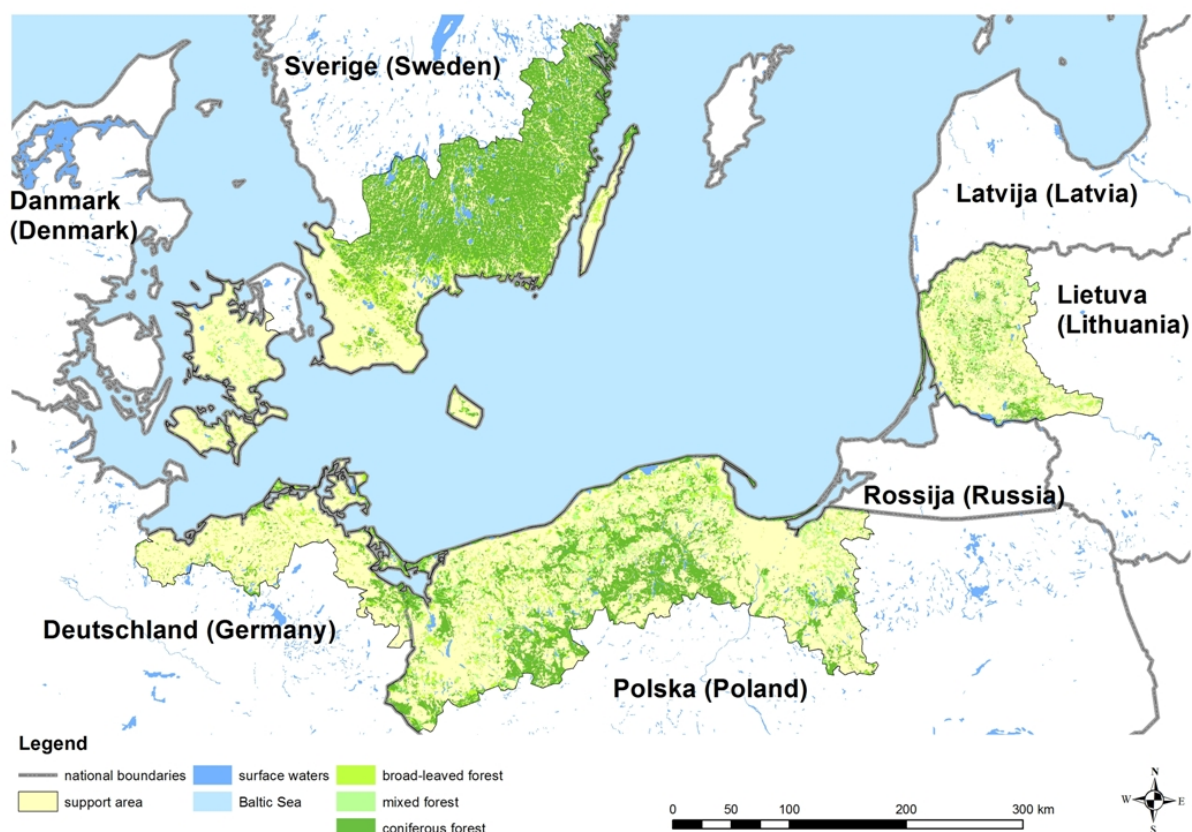 Sverige (Sweden)
Danmark
(Denmark)
Latvija (Latvia)
Lietuva
(Lithuania)
Rossija (Russia)
Deutschland (Germany)
Polska (Poland)
Legend
national boundaries
surface waters
broad-leaved forest
support area
Baltic Sea
mixed forest
coniferous forest
0 50 100 200 300 km
N
W E
S